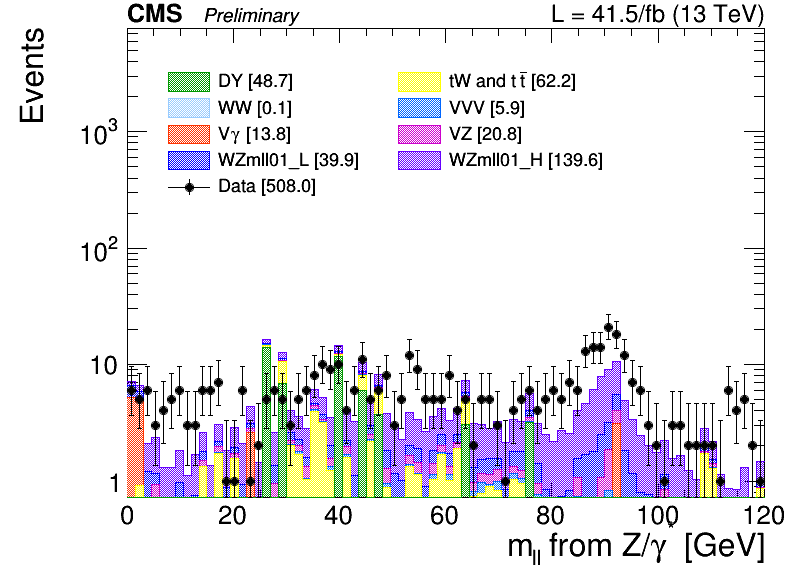 CMS Preliminary L = 41.5/fb (13 TeV)
Events
DY [48.7] tW and tt̄ [62.2]
WW [0.1] VVV [5.9]
Vγ [13.8] VZ [20.8]
WZmll01_L [39.9] WZmll01_H [139.6]
Data [508.0]
10³
10²
10
1
0 20 40 60 80 100 120
m_ll from Z/γ* [GeV]